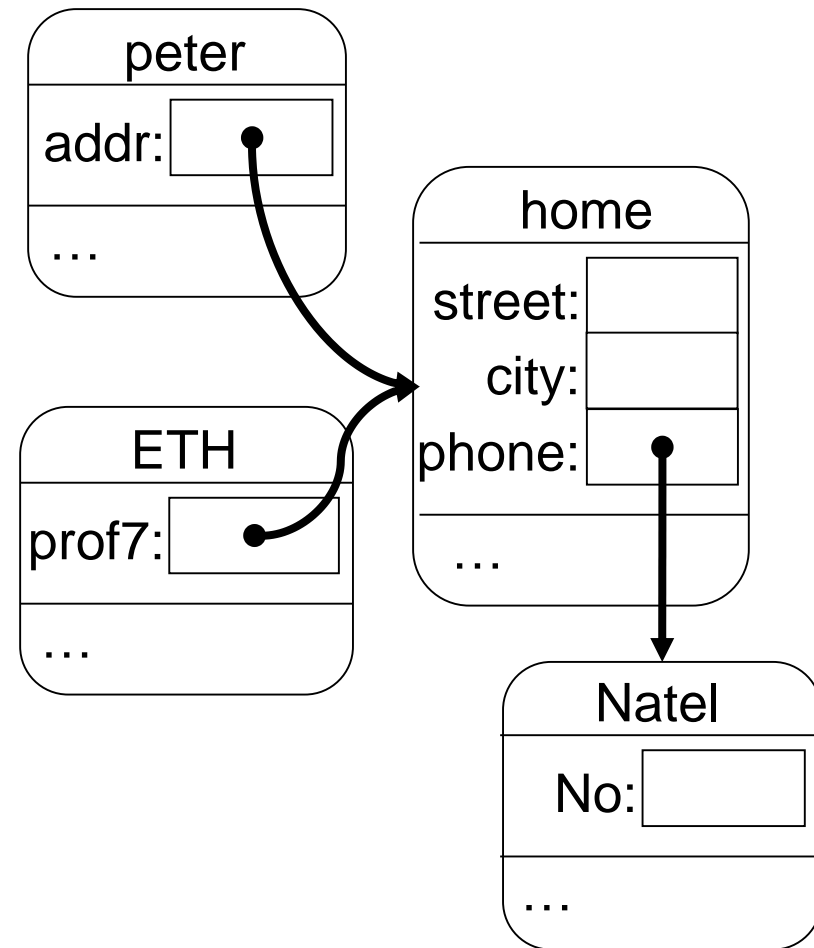 peter
addr:
…
home
street:
city:
phone:
…
ETH
prof7:
…
Natel
No:
…